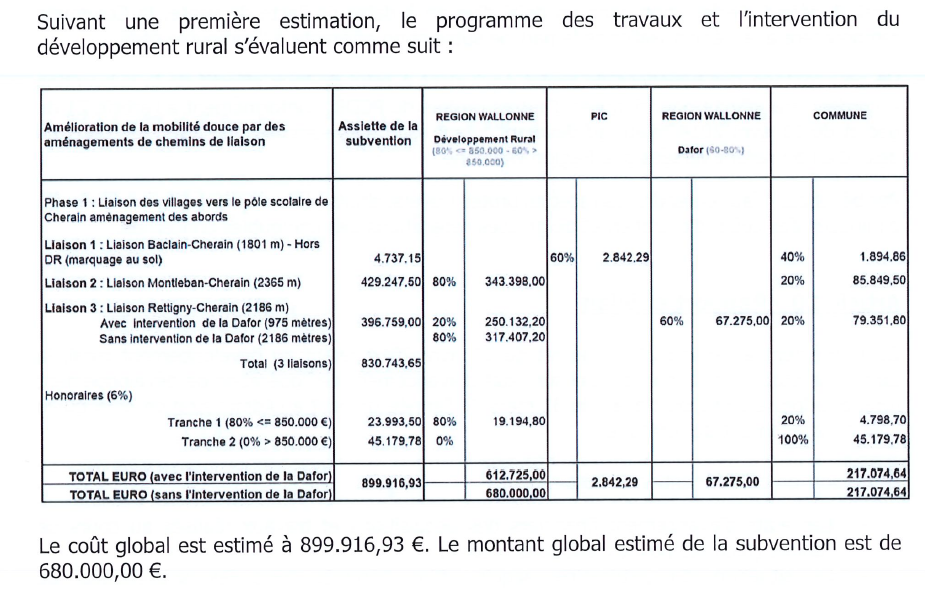 Suivant une première estimation, le programme des travaux et l'intervention du
développement rural s'évaluent comme suit :
Amélioration de la mobilité douce par des
aménagements de chemins de liaison
Assiette de la
subvention
REGION WALLONNE
Développement Rural
(80% <= 850.000 - 60% >
850.000)
PIC
REGION WALLONNE
Dafor (60-80%)
COMMUNE
Phase 1 : Liaison des villages vers le pôle scolaire de
Cherain aménagement des abords
Liaison 1 : Liaison Baclain-Cherain (1801 m) - Hors
DR (marquage au sol) 4.737,15 60% 2.842,29 40% 1.894,86
Liaison 2 : Liaison Montleban-Cherain (2365 m) 429.247,50 80% 343.398,00 20% 85.849,50
Liaison 3 : Liaison Rettigny-Cherain (2186 m)
Avec intervention de la Dafor (975 mètres) 396.759,00 20% 250.132,20 60% 67.275,00 20% 79.351,80
Sans intervention de la Dafor (2186 mètres) 80% 317.407,20
Total (3 liaisons) 830.743,65
Honoraires (6%)
Tranche 1 (80% <= 850.000 €) 23.993,50 80% 19.194,80 20% 4.798,70
Tranche 2 (0% > 850.000 €) 45.179,78 0% 100% 45.179,78
TOTAL EURO (avec l'intervention de la Dafor) 612.725,00 217.074,64
899.916,93 2.842,29 67.275,00
TOTAL EURO (sans l'intervention de la Dafor) 680.000,00 217.074,64
Le coût global est estimé à 899.916,93 €. Le montant global estimé de la subvention est de
680.000,00 €.